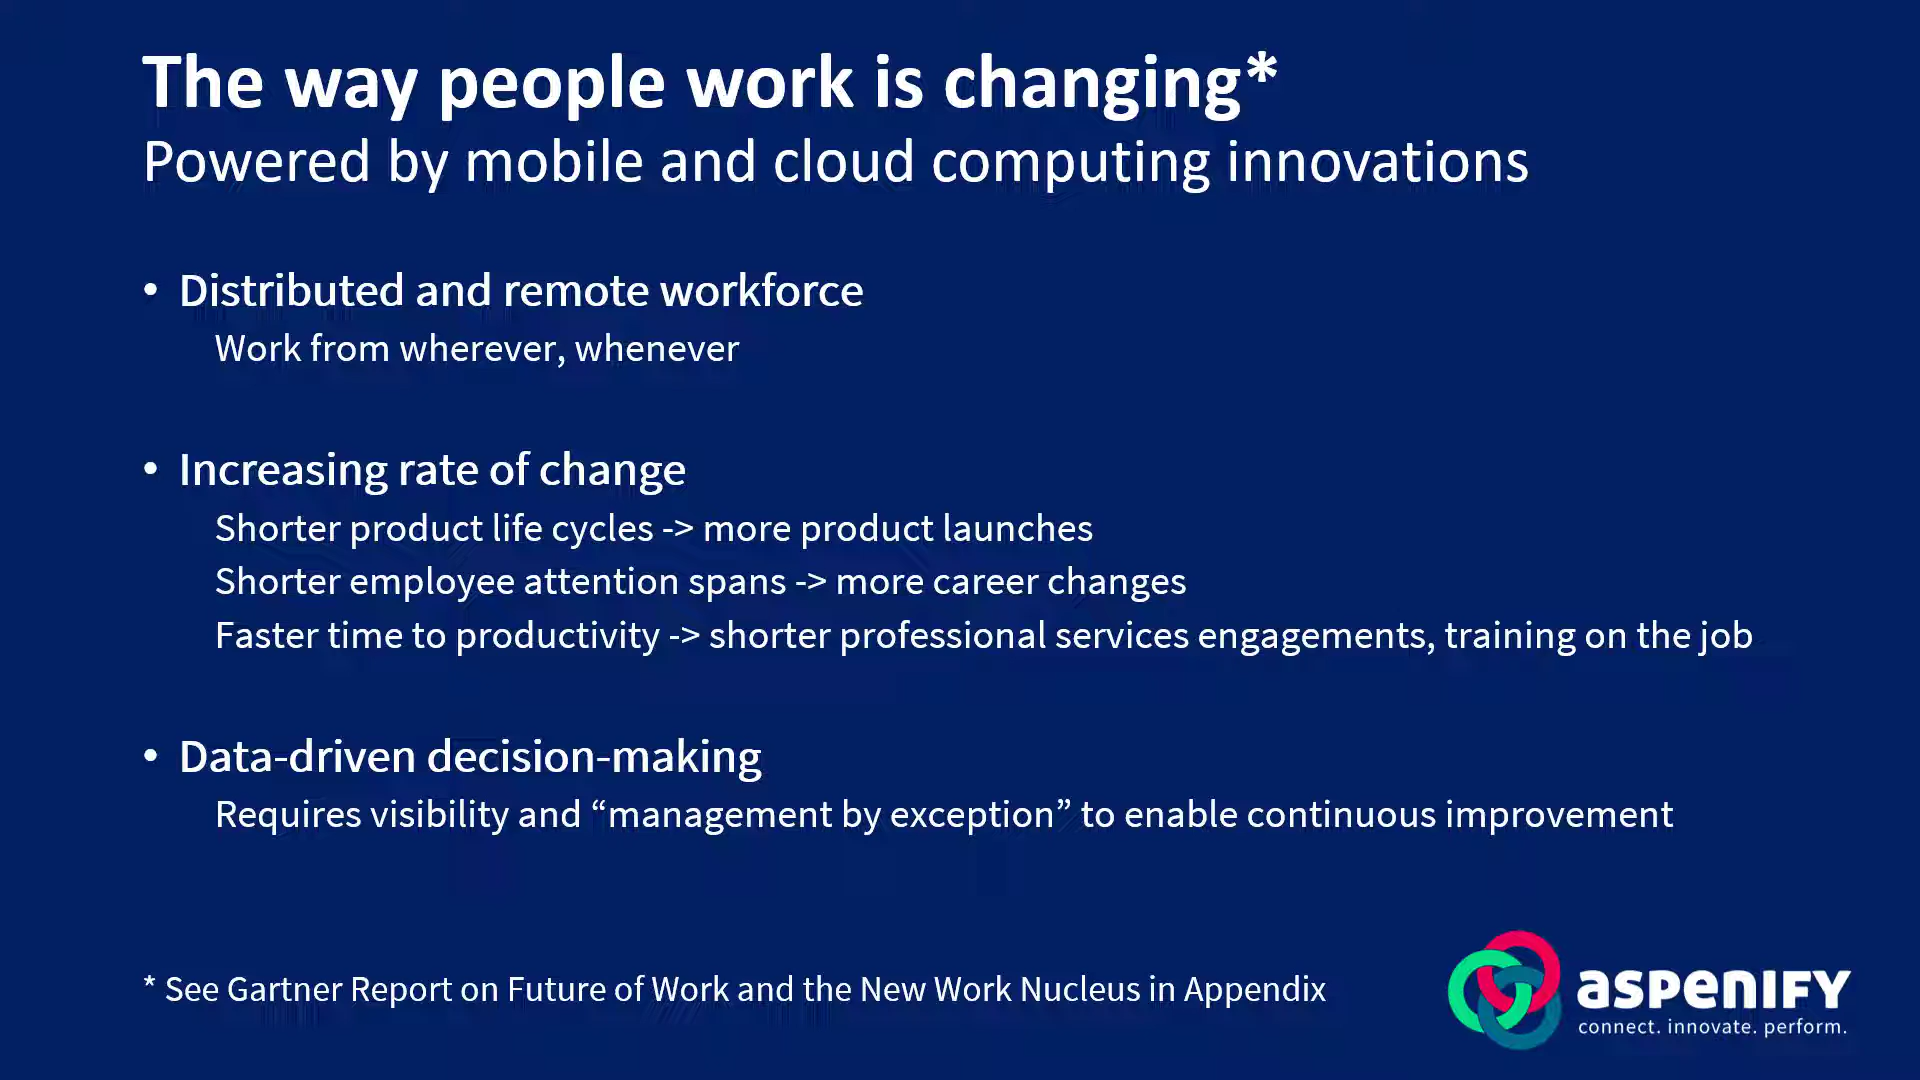 The way people work is changing*
Powered by mobile and cloud computing innovations
• Distributed and remote workforce
Work from wherever, whenever
• Increasing rate of change
Shorter product life cycles -> more product launches
Shorter employee attention spans -> more career changes
Faster time to productivity -> shorter professional services engagements, training on the job
• Data-driven decision-making
Requires visibility and “management by exception” to enable continuous improvement
* See Gartner Report on Future of Work and the New Work Nucleus in Appendix
aspenIFY
connect. innovate. perform.